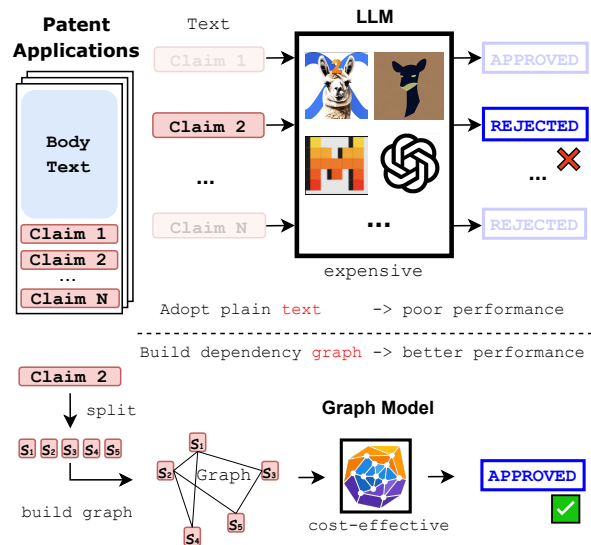 Patent
Applications
Body
Text
Claim 1
Claim 2
...
Claim N
Text
Claim 1
Claim 2
...
Claim N
LLM
...
expensive
APPROVED
REJECTED
...
REJECTED
Adopt plain text -> poor performance
Build dependency graph -> better performance
Claim 2
split
S1 S2 S3 S4 S5
build graph
S1
S2
Graph
S3
S4
S5
Graph Model
cost-effective
APPROVED